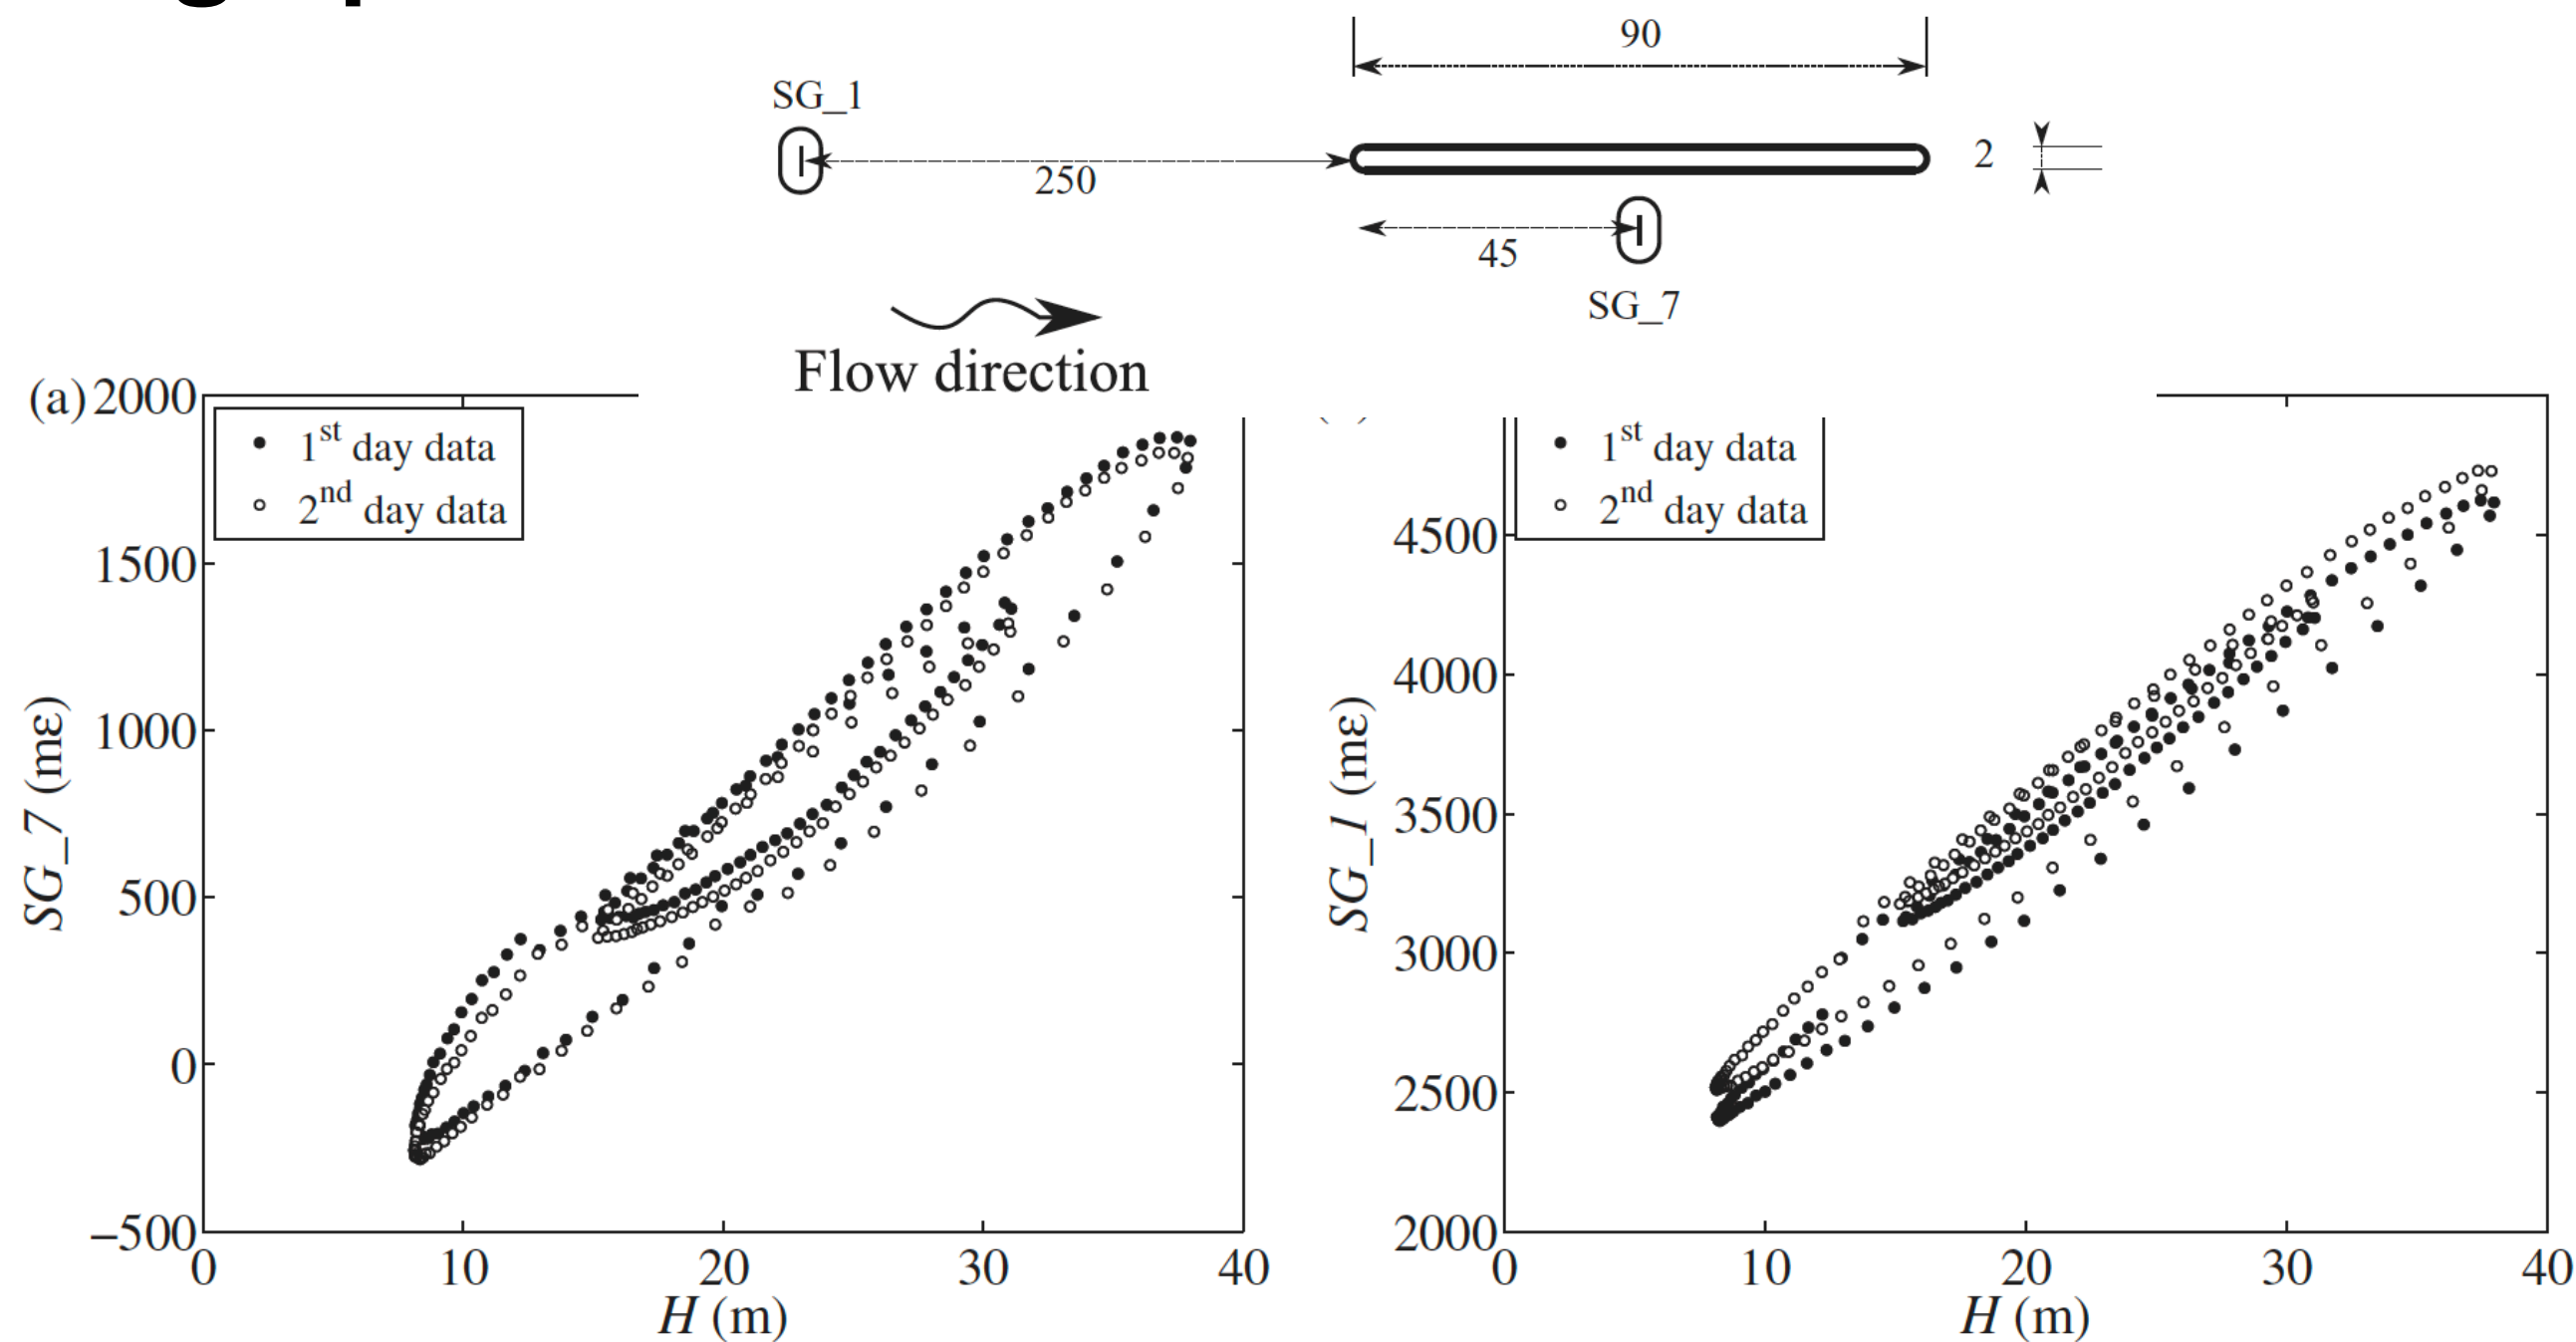 90
SG_1
2
250
45
SG_7
Flow direction
(a)
2000
1st day data
2nd day data
1500
1000
500
0
−500
SG_7 (mε)
0 10 20 30 40
H (m)
1st day data
2nd day data
4500
4000
3500
3000
2500
2000
SG_1 (mε)
0 10 20 30 40
H (m)